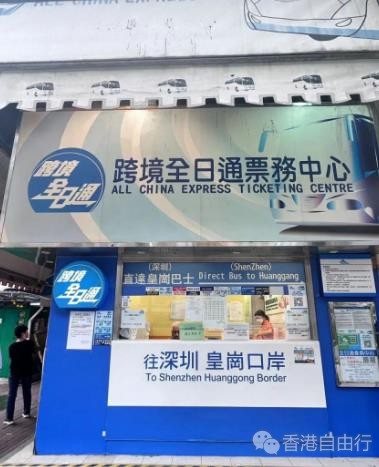 ALL CHINA EXPRESS
跨境
全日通
跨境全日通票務中心
ALL CHINA EXPRESS TICKETING CENTRE
跨境
全日通
(深圳) (ShenZhen)
直達皇崗巴士 Direct Bus to Huanggang
往深圳 皇崗口岸
To Shenzhen Huanggong Border
香港自由行